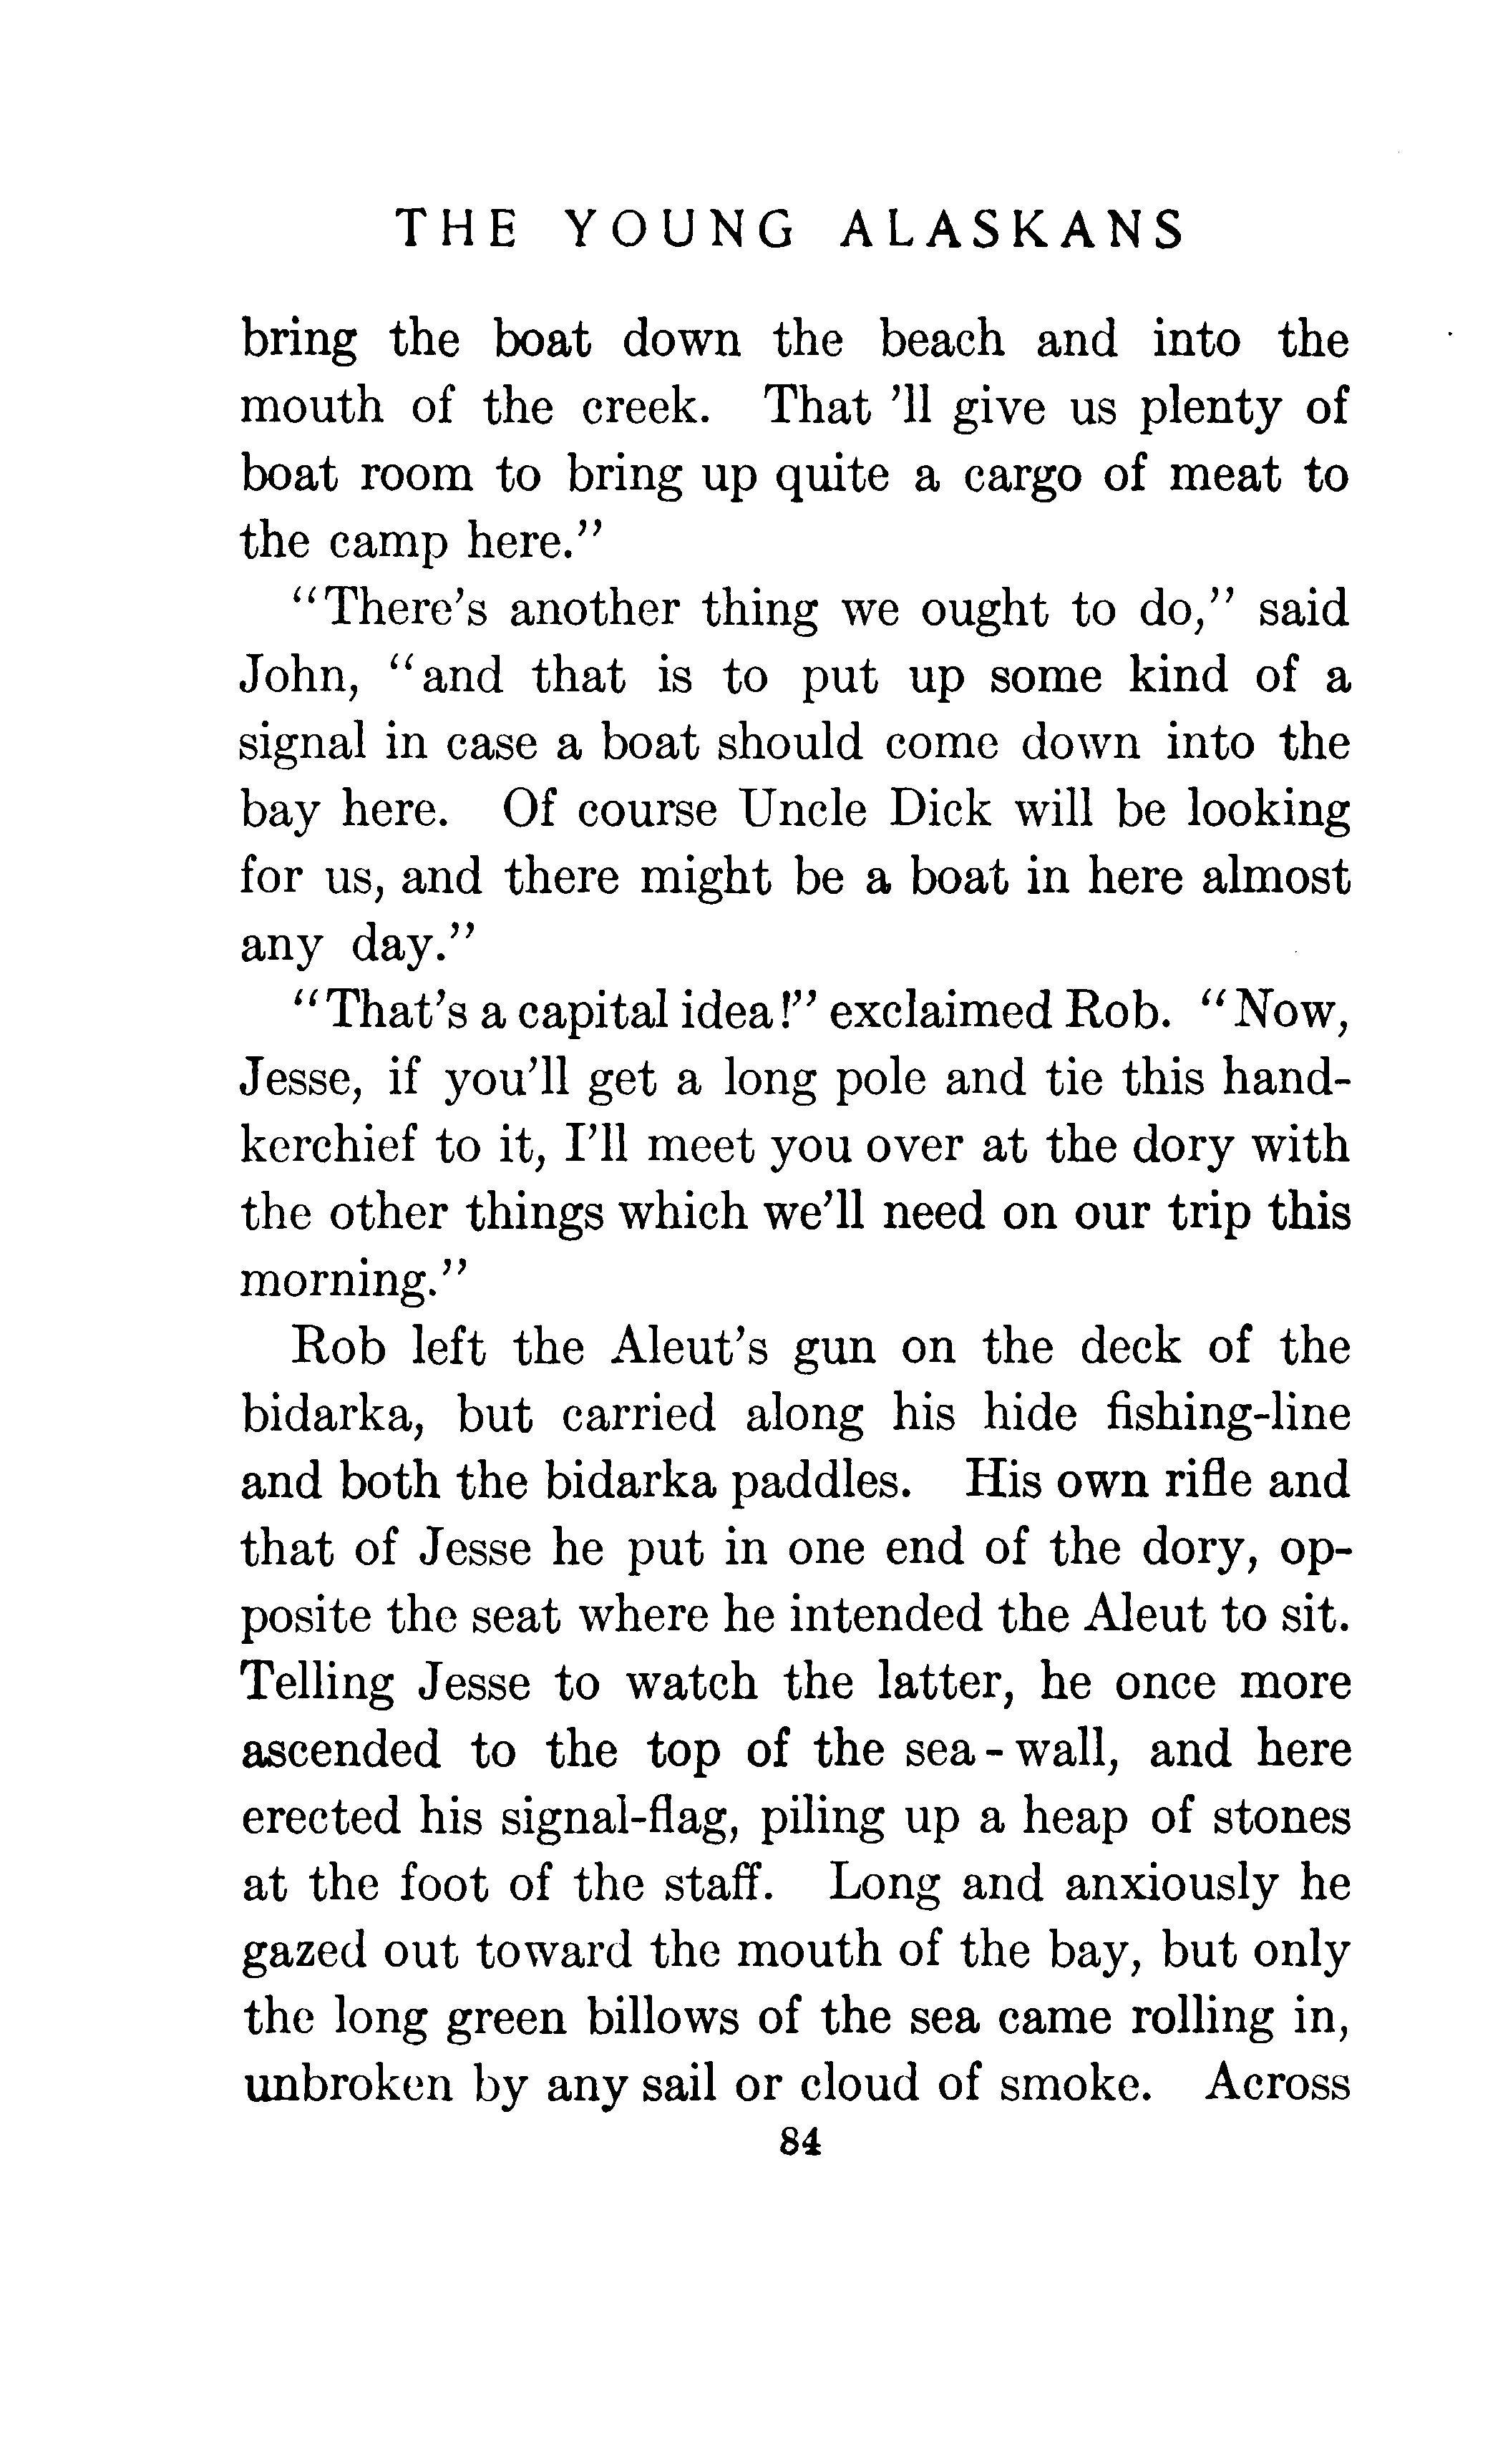 THE YOUNG ALASKANS
bring the boat down the beach and into the
mouth of the creek. That 'll give us plenty of
boat room to bring up quite a cargo of meat to
the camp here."
"There's another thing we ought to do," said
John, "and that is to put up some kind of a
signal in case a boat should come down into the
bay here. Of course Uncle Dick will be looking
for us, and there might be a boat in here almost
any day."
"That's a capital idea!" exclaimed Rob. "Now,
Jesse, if you'll get a long pole and tie this hand-
kerchief to it, I'll meet you over at the dory with
the other things which we'll need on our trip this
morning."
Rob left the Aleut's gun on the deck of the
bidarka, but carried along his hide fishing-line
and both the bidarka paddles. His own rifle and
that of Jesse he put in one end of the dory, op-
posite the seat where he intended the Aleut to sit.
Telling Jesse to watch the latter, he once more
ascended to the top of the sea-wall, and here
erected his signal-flag, piling up a heap of stones
at the foot of the staff. Long and anxiously he
gazed out toward the mouth of the bay, but only
the long green billows of the sea came rolling in,
unbroken by any sail or cloud of smoke. Across
84